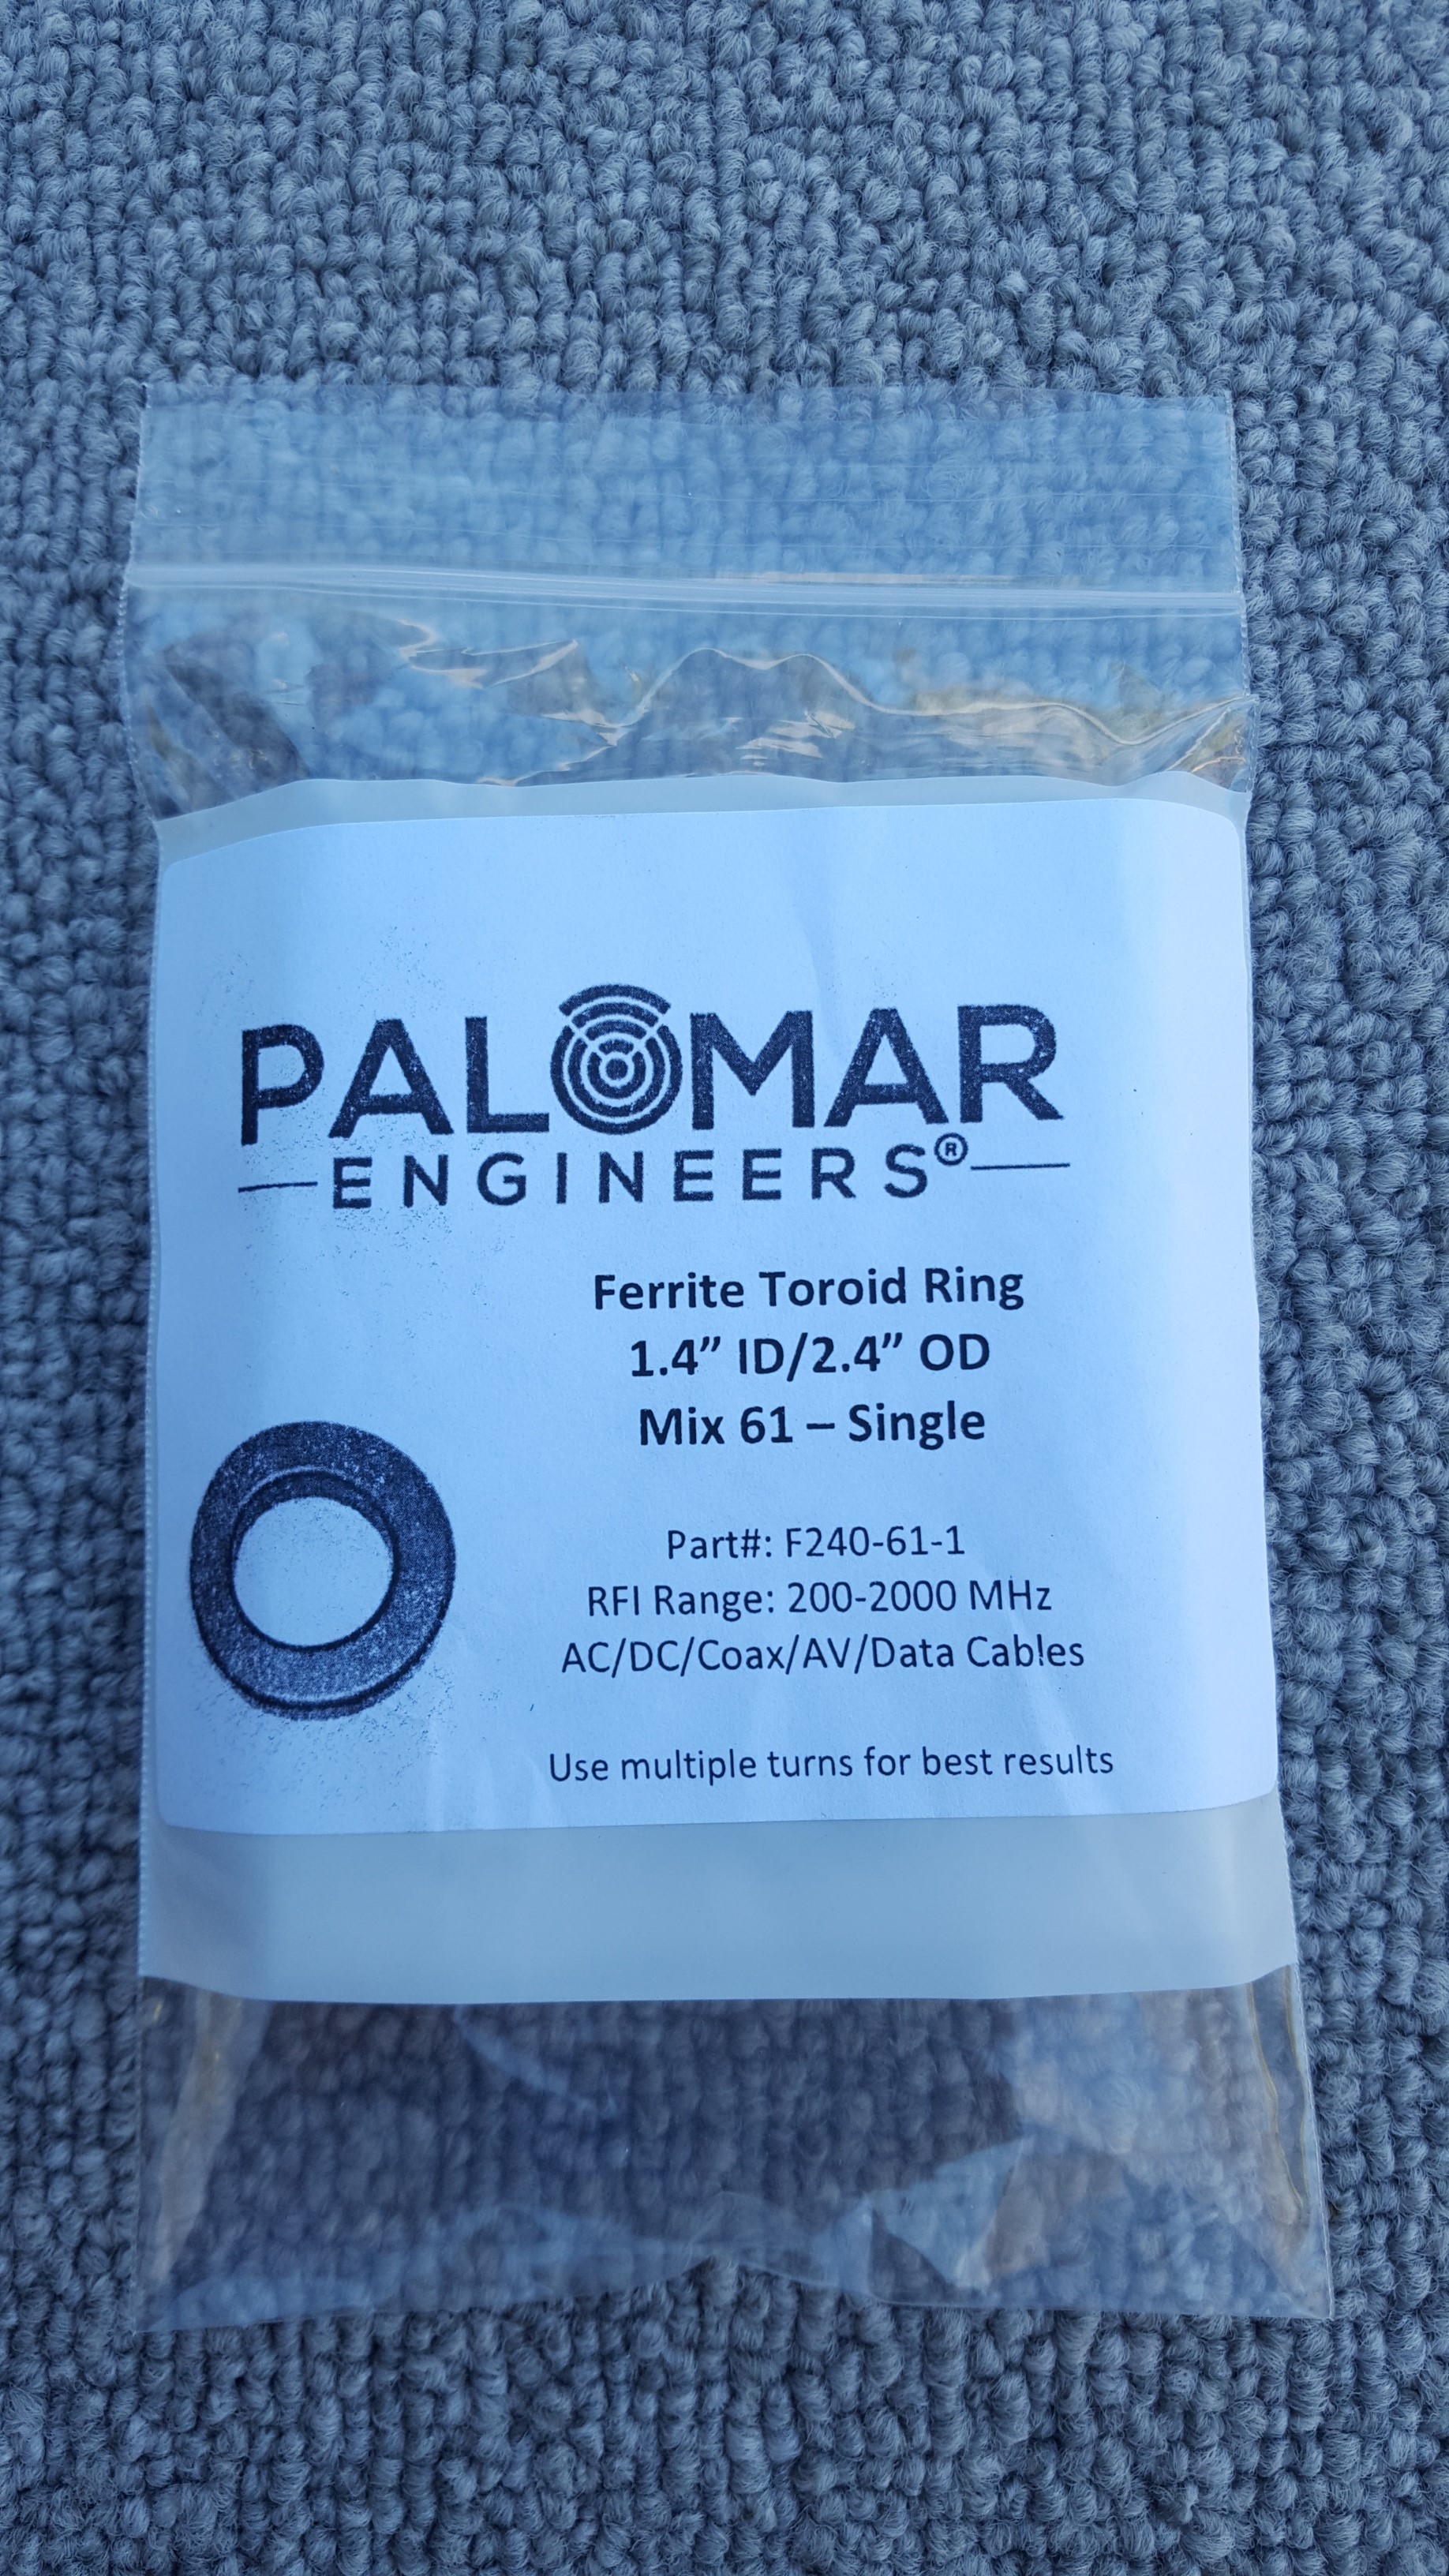 PALOMAR
ENGINEERS®
Ferrite Toroid Ring
1.4” ID/2.4” OD
Mix 61 – Single
Part#: F240-61-1
RFI Range: 200-2000 MHz
AC/DC/Coax/AV/Data Cables
Use multiple turns for best results